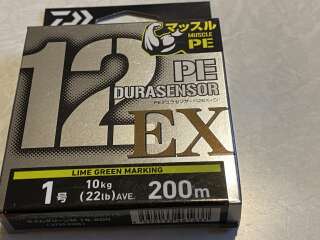 マッスル
MUSCLE
PE
12
PE
DURASENSOR
EX
LIME GREEN MARKING
1号
10kg
(22lb) AVE.
200m